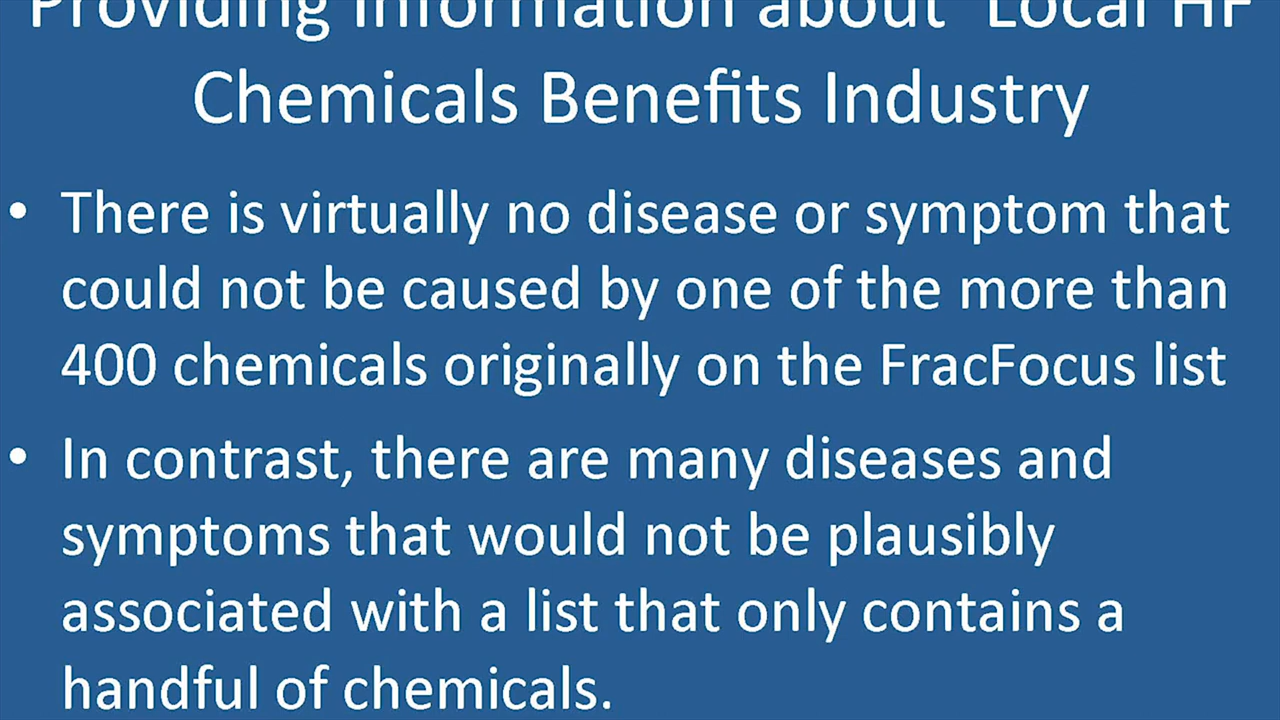 Providing Information about Local HF
Chemicals Benefits Industry
• There is virtually no disease or symptom that
could not be caused by one of the more than
400 chemicals originally on the FracFocus list
• In contrast, there are many diseases and
symptoms that would not be plausibly
associated with a list that only contains a
handful of chemicals.